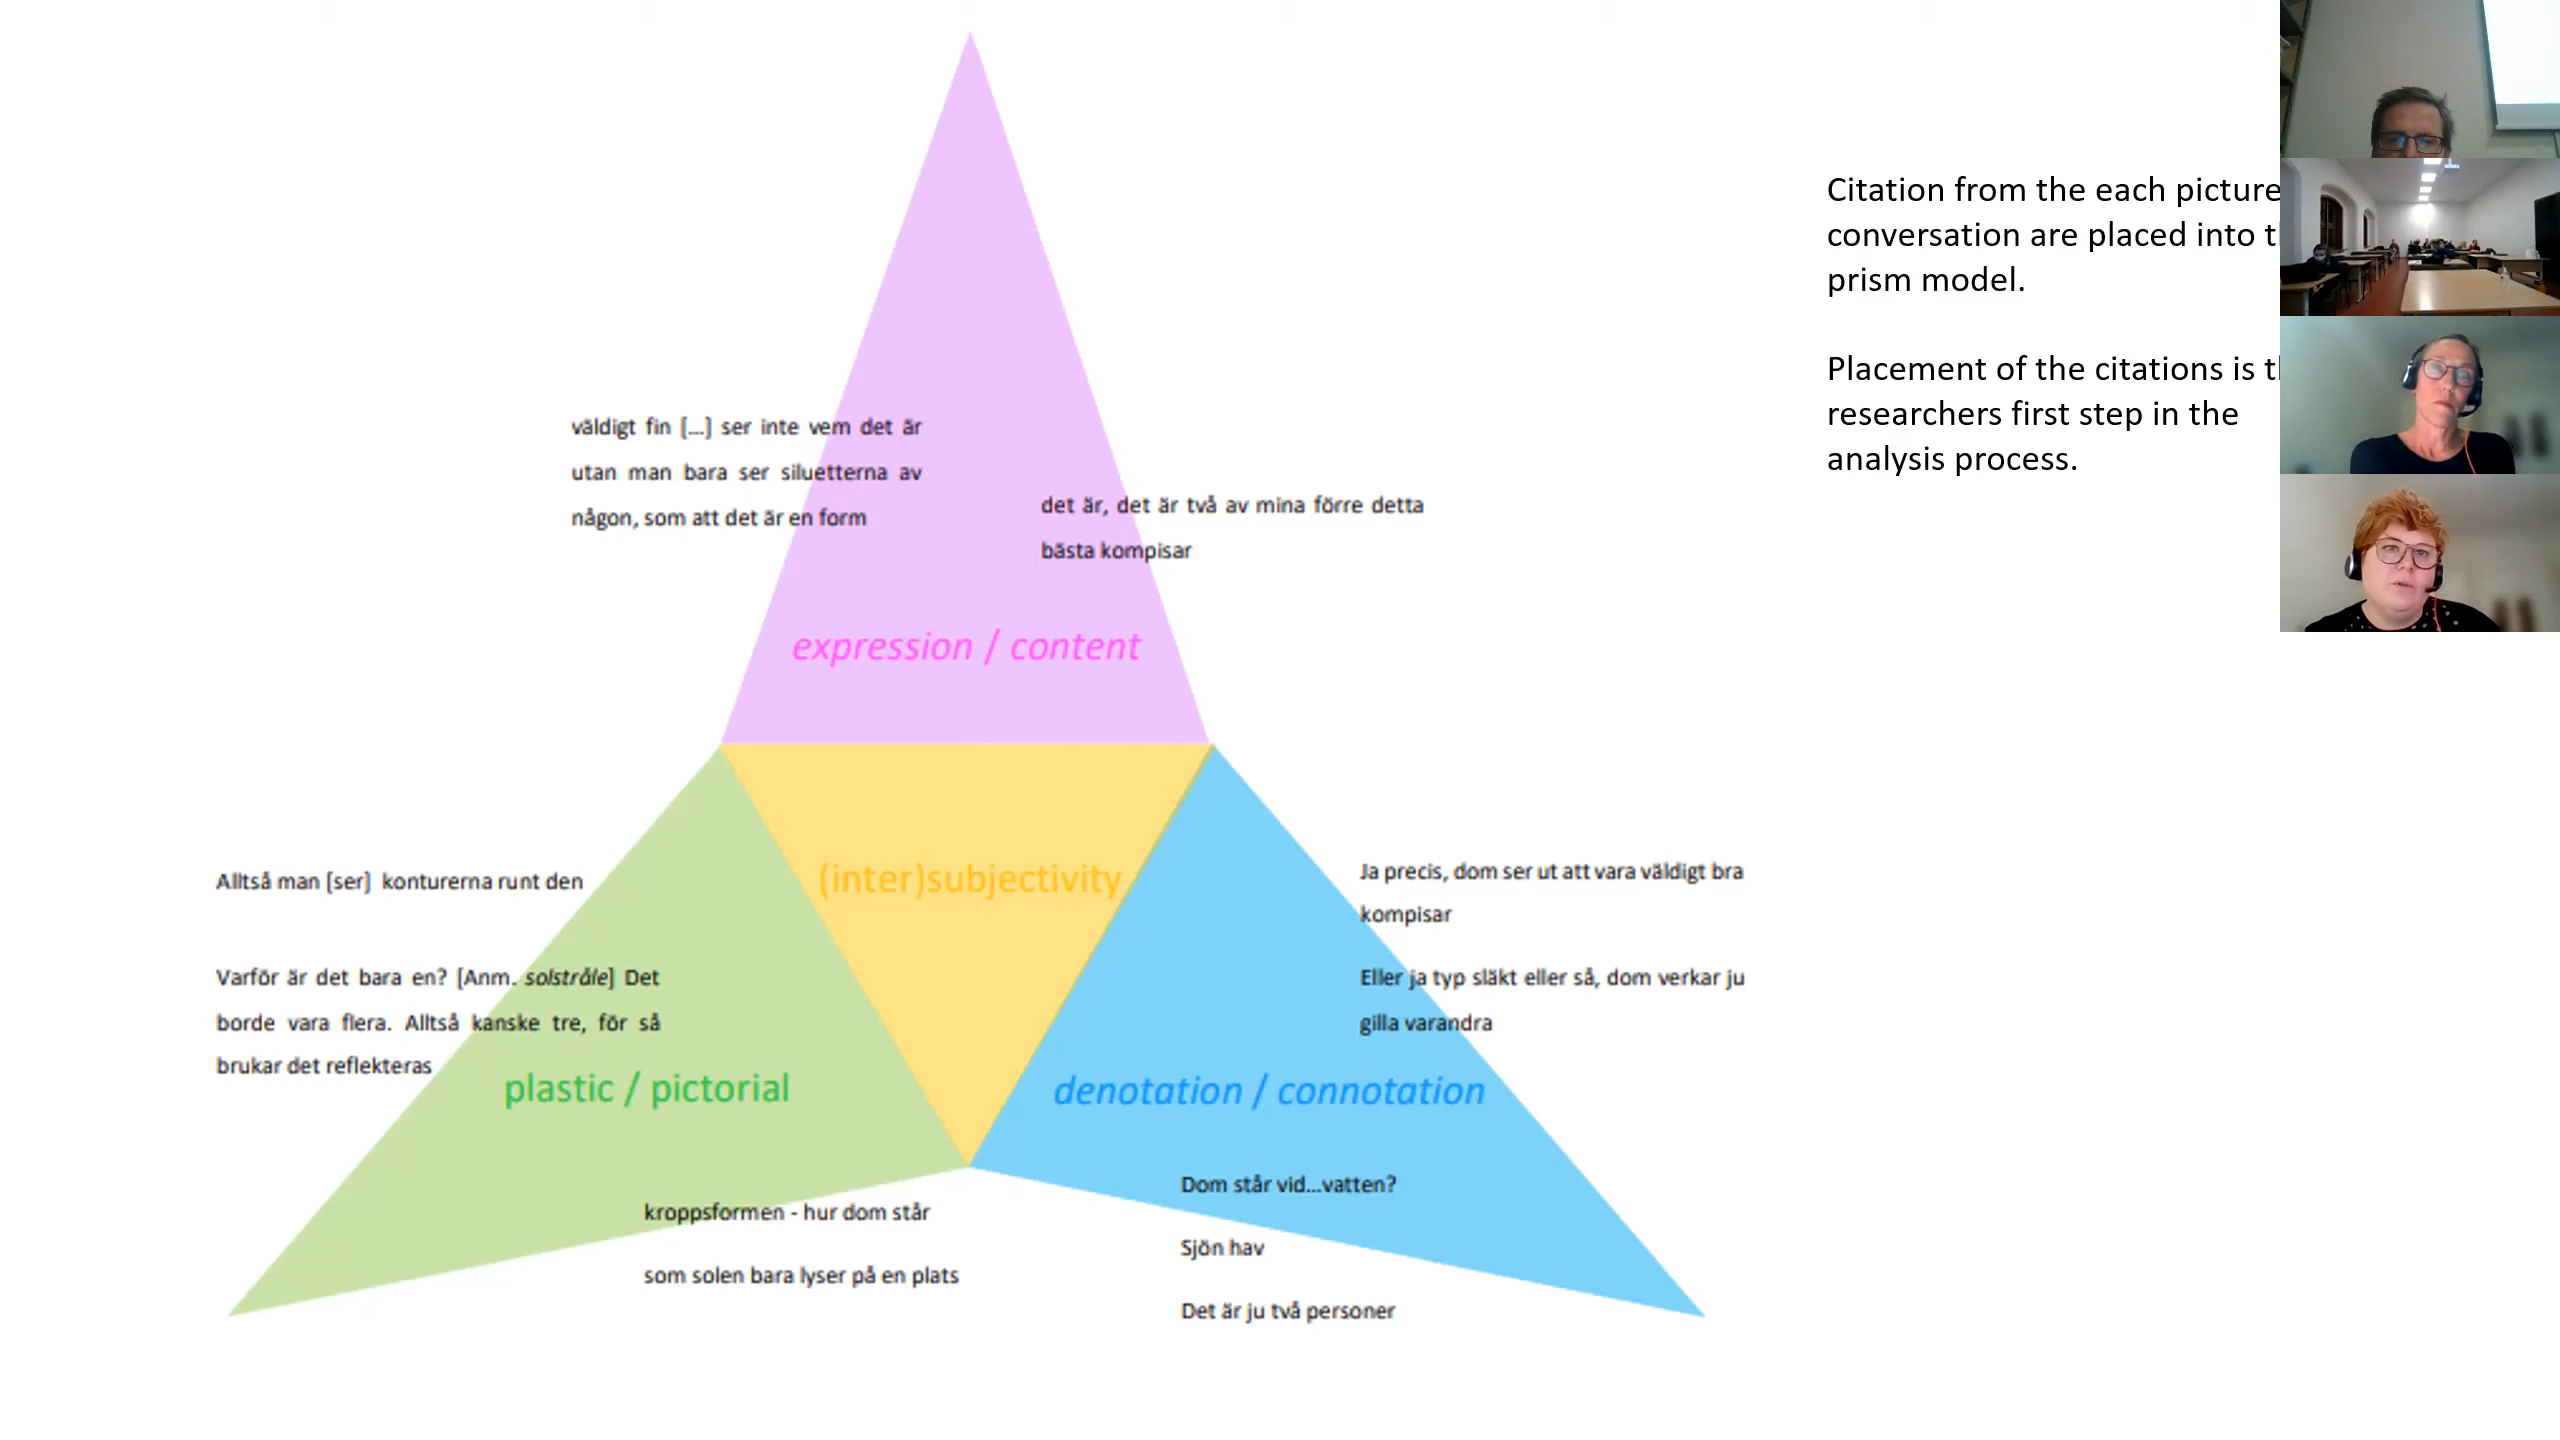 Citation from the each picture
conversation are placed into t
prism model.
Placement of the citations is t
researchers first step in the
analysis process.
väldigt fin [...] ser inte vem det är
utan man bara ser siluetterna av
någon, som att det är en form
det är, det är två av mina förre detta
bästa kompisar
expression / content
(inter)subjectivity
Alltså man [ser] konturerna runt den
Varför är det bara en? [Anm. solstråle] Det
borde vara flera. Alltså kanske tre, för så
brukar det reflekteras
plastic / pictorial
kroppsformen - hur dom står
som solen bara lyser på en plats
Ja precis, dom ser ut att vara väldigt bra
kompisar
Eller ja typ släkt eller så, dom verkar ju
gilla varandra
denotation / connotation
Dom står vid...vatten?
Sjön hav
Det är ju två personer